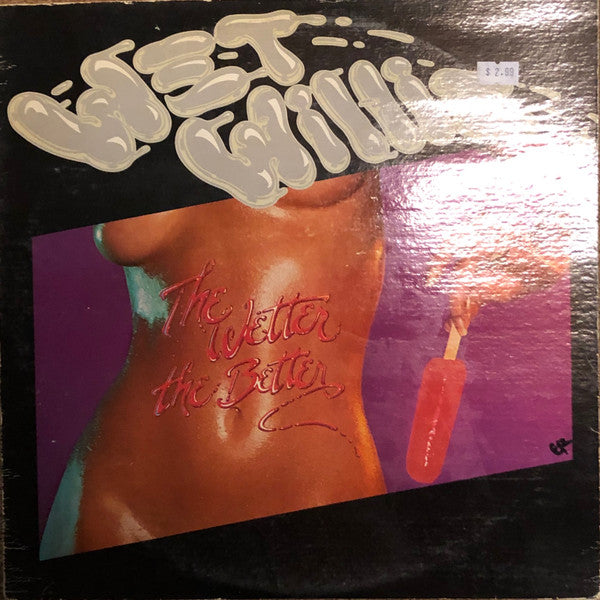 WET
WILLIE
$ 2.99
The Wetter
the Better